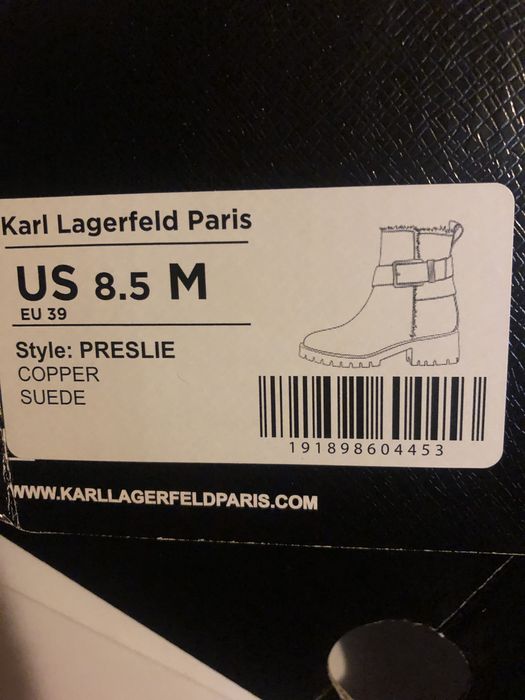 Karl Lagerfeld Paris
US 8.5 M
EU 39
Style: PRESLIE
COPPER
SUEDE
191898604453
WWW.KARLLAGERFELDPARIS.COM